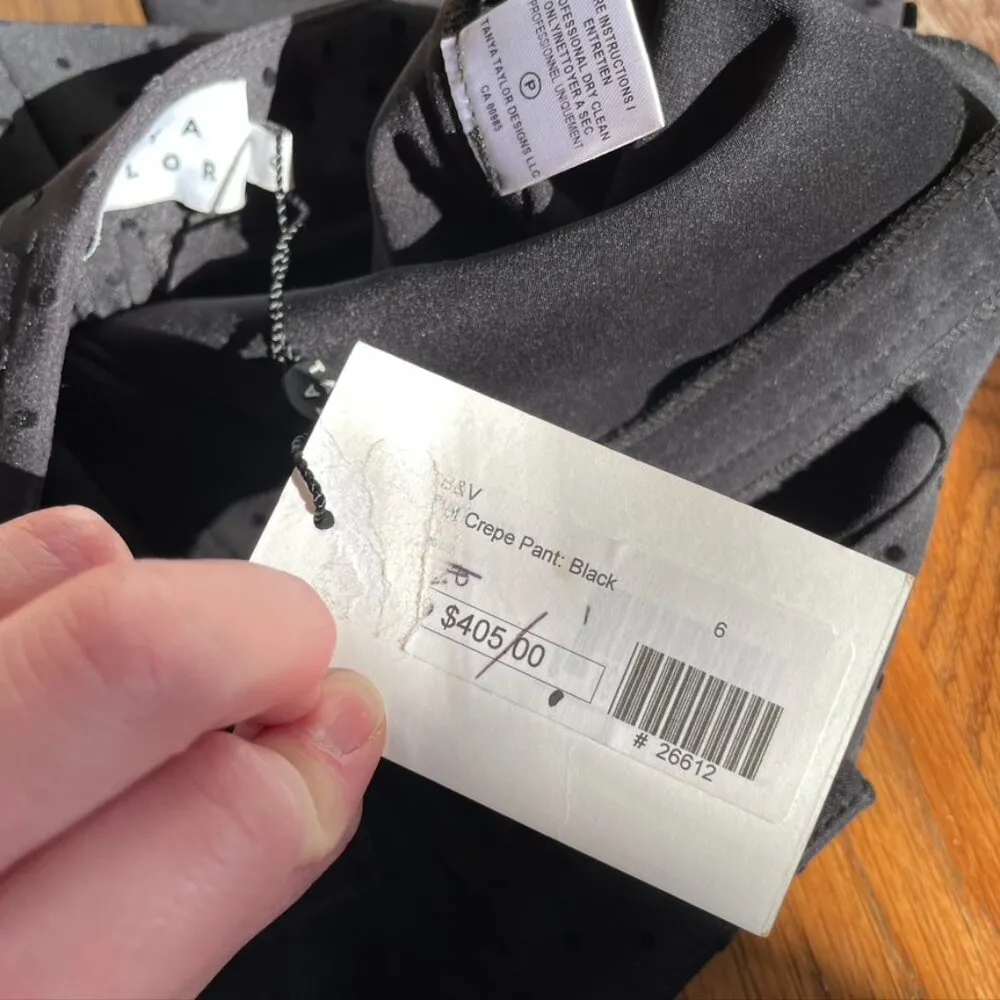 A
LOR
RE INSTRUCTIONS /
ENTRETIEN
OFESSIONAL DRY CLEAN
ONLY/NETTOYER A SEC
PROFESSIONNEL UNIQUEMENT
P
TANYA TAYLOR DESIGNS LLC
CA 00985
B&V
Crepe Pant: Black
6
$405.00
# 26612